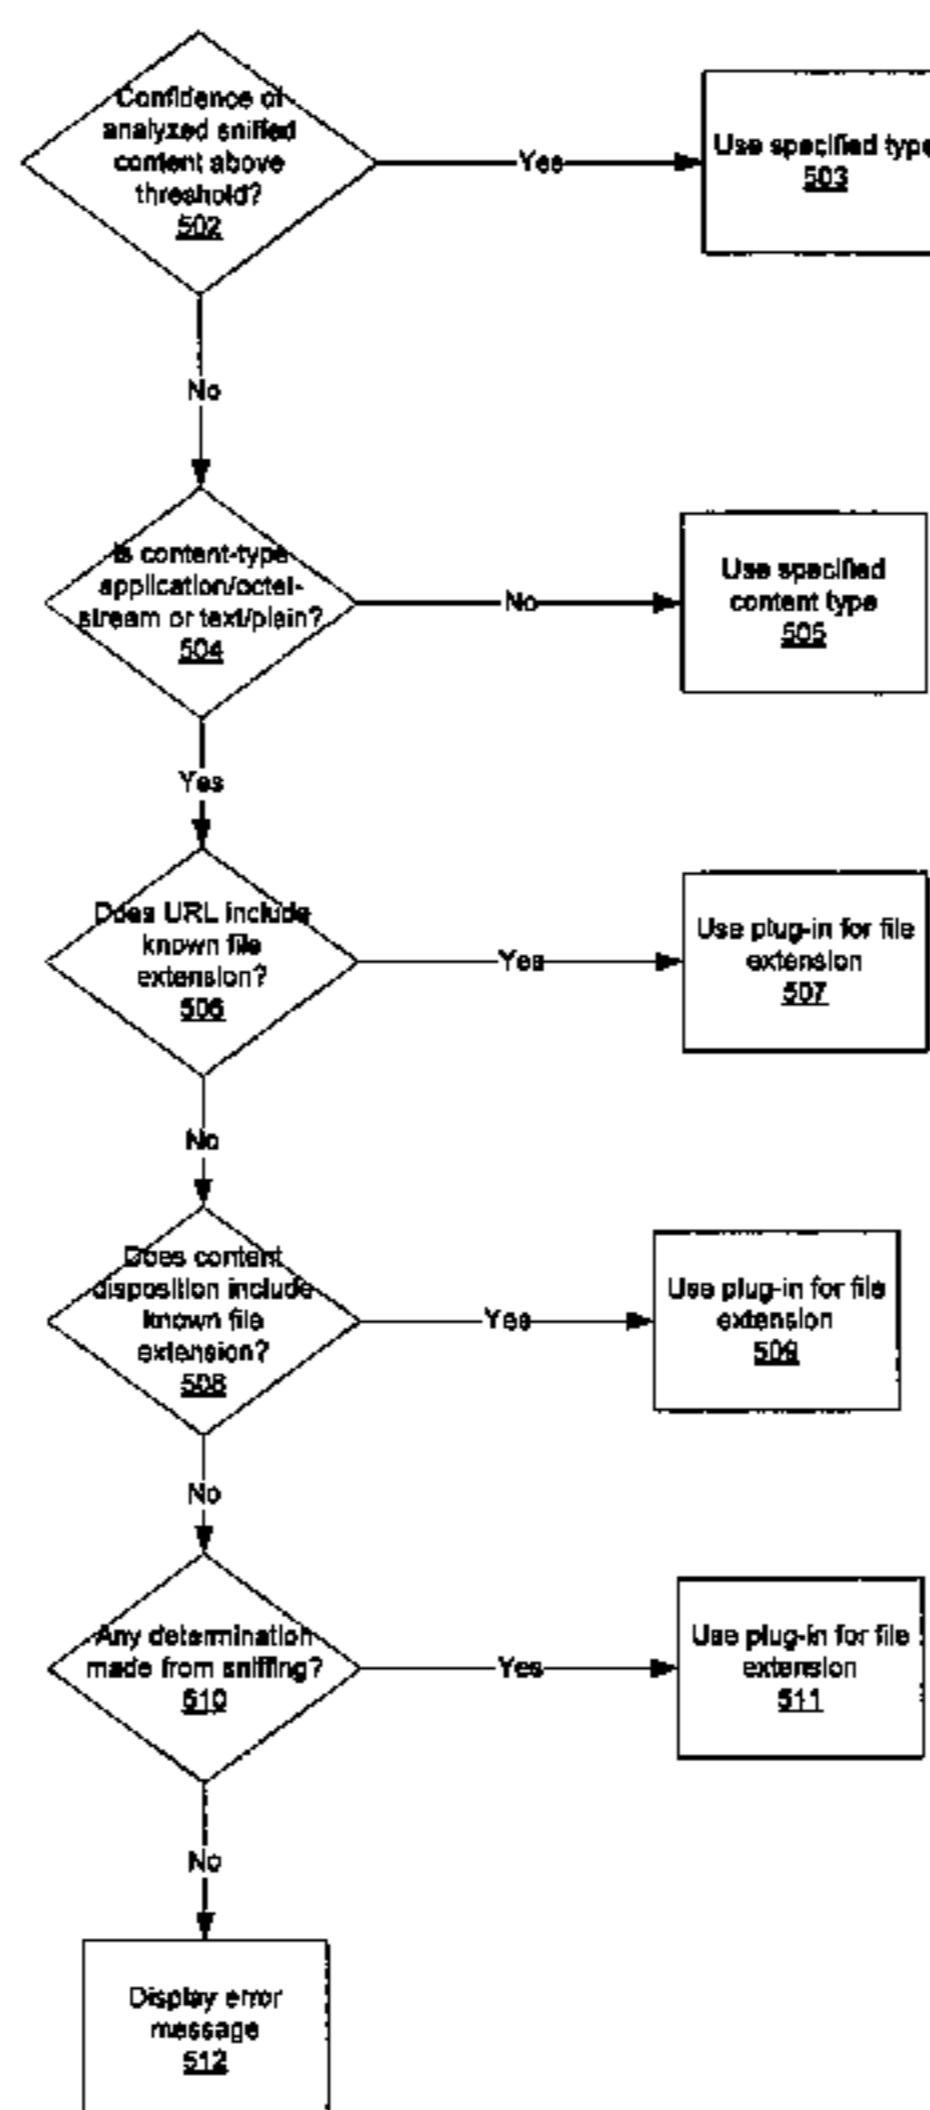 Confidence of
analyzed sniffed
content above
threshold?
502
Yes
Use specified type
503
No
Is content-type
application/octet-
stream or text/plain?
504
No
Use specified
content type
505
Yes
Does URL include
known file
extension?
506
Yes
Use plug-in for file
extension
507
No
Does content
disposition include
known file
extension?
508
Yes
Use plug-in for file
extension
509
No
Any determination
made from sniffing?
510
Yes
Use plug-in for file
extension
511
No
Display error
message
512